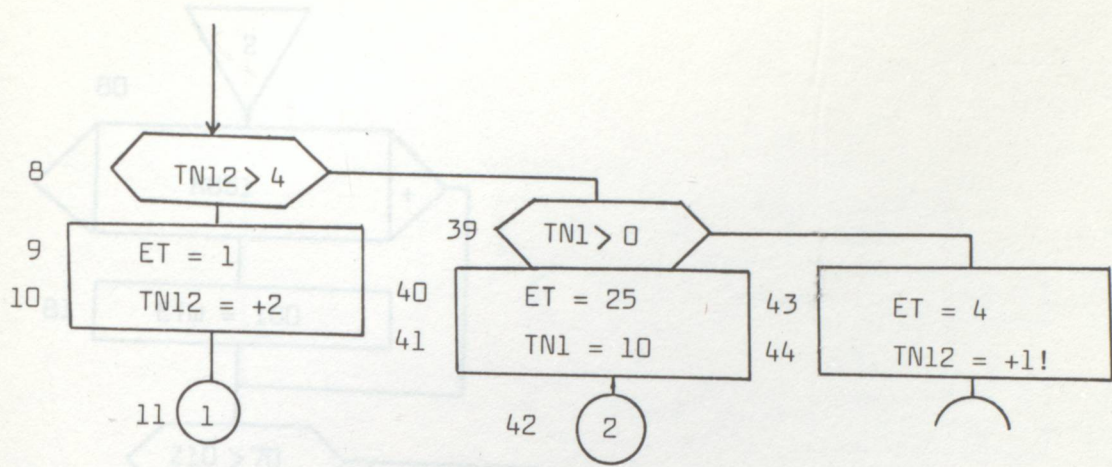 8
TN12 > 4
9
ET = 1
10
TN12 = +2
11
1
39
TN1 > 0
40
ET = 25
41
TN1 = 10
42
2
43
ET = 4
44
TN12 = +1!